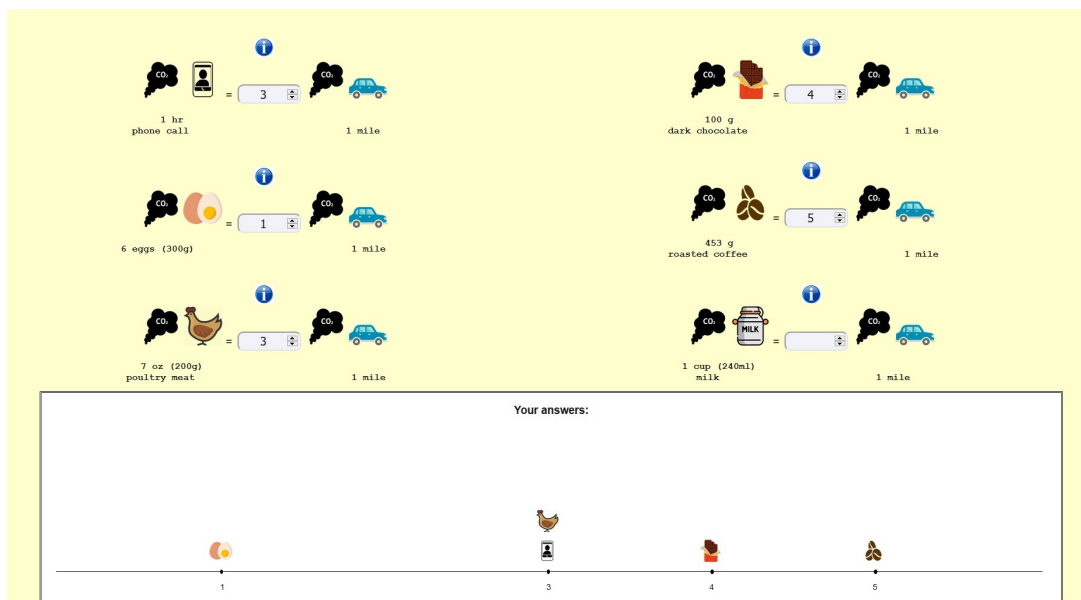 CO₂
3
1 hr
phone call
1 mile
CO₂
CO₂
4
100 g
dark chocolate
1 mile
CO₂
CO₂
1
6 eggs (300g)
1 mile
CO₂
CO₂
5
453 g
roasted coffee
1 mile
CO₂
CO₂
3
7 oz (200g)
poultry meat
1 mile
CO₂
CO₂
MILK
1 cup (240ml)
milk
1 mile
CO₂
Your answers:
1 3 4 5